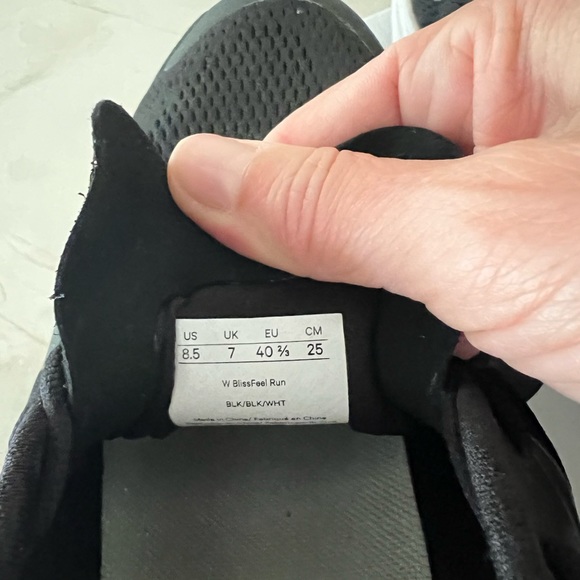 US UK EU CM
8.5 7 40 ⅔ 25
W BlissFeel Run
BLK/BLK/WHT
Made in China/ Fabriqué en China